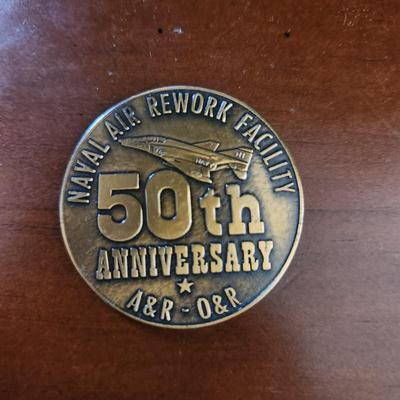 NAVAL AIR REWORK FACILITY
50th
ANNIVERSARY
A&R - O&R